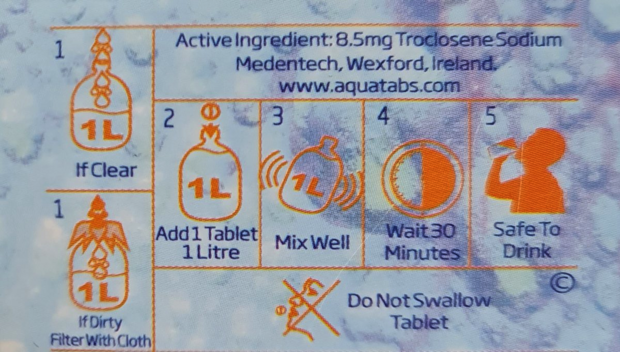 Active Ingredient: 8.5mg Troclosene Sodium
Medentech, Wexford, Ireland.
www.aquatabs.com
1
1L
If Clear
1
1L
If Dirty
Filter With Cloth
2
1L
Add 1 Tablet
1 Litre
3
1L
Mix Well
4
Wait 30
Minutes
5
Safe To
Drink
©
Do Not Swallow
Tablet